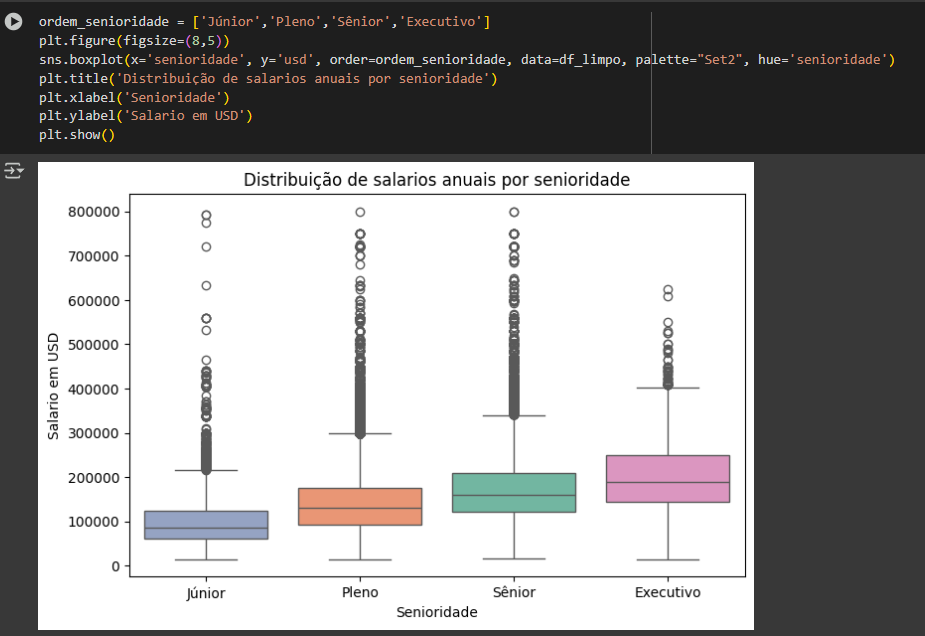 ordem_senioridade = ['Júnior','Pleno','Sênior','Executivo']
plt.figure(figsize=(8,5))
sns.boxplot(x='senioridade', y='usd', order=ordem_senioridade, data=df_limpo, palette="Set2", hue='senioridade')
plt.title('Distribuição de salarios anuais por senioridade')
plt.xlabel('Senioridade')
plt.ylabel('Salario em USD')
plt.show()
Distribuição de salarios anuais por senioridade
800000
700000
600000
500000
400000
300000
200000
100000
0
Salario em USD
Júnior Pleno Sênior Executivo
Senioridade